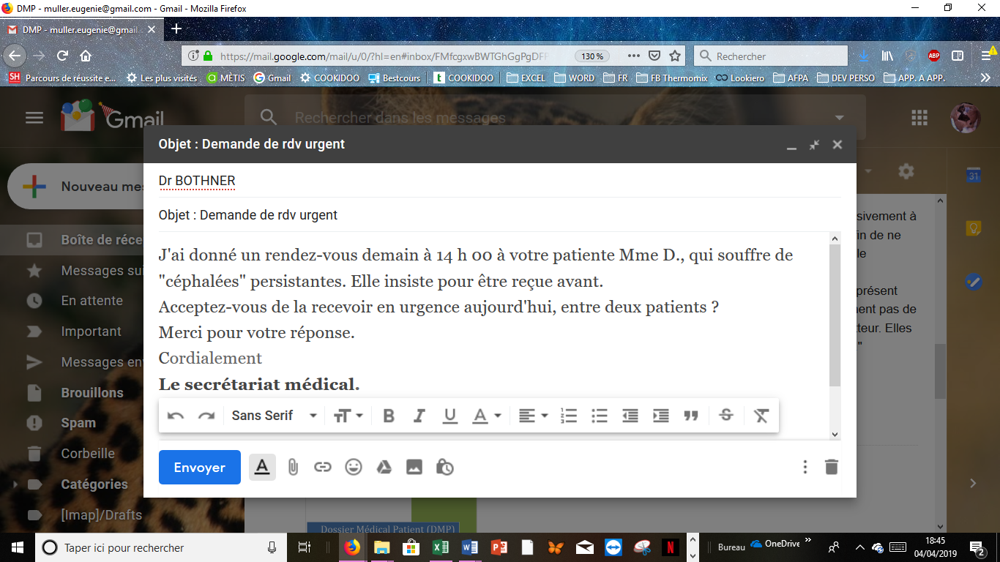 DMP - muller.eugenie@gmail.com - Gmail - Mozilla Firefox
DMP - muller.eugenie@gmail.c
https://mail.google.com/mail/u/0/?hl=en#inbox/FMfcgxwBWTGhGgPgDFF
130 %
Rechercher
ABP
SH Parcours de réussite e...
Les plus visités
MÉTIS
Gmail
COOKIDOO
Bestcours
t COOKIDOO
EXCEL
WORD
FR
FB Thermomix
Lookiero
AFPA
DEV PERSO
APP. A APP.
Gmail
Rechercher dans les messages
Objet : Demande de rdv urgent
Dr BOTHNER
Objet : Demande de rdv urgent
J'ai donné un rendez-vous demain à 14 h 00 à votre patiente Mme D., qui souffre de
"céphalées" persistantes. Elle insiste pour être reçue avant.
Acceptez-vous de la recevoir en urgence aujourd'hui, entre deux patients ?
Merci pour votre réponse.
Cordialement
Le secrétariat médical.
Sans Serif
Envoyer
Nouveau mes
Boîte de réce
Messages sui
En attente
Important
Messages en
Brouillons
Spam
Corbeille
Catégories
[Imap]/Drafts
31
sivement à
in de ne
le
présent
ent pas de
teur. Elles
"
Dossier Médical Patient (DMP)
Taper ici pour rechercher
Bureau
OneDrive
18:45
04/04/2019
2